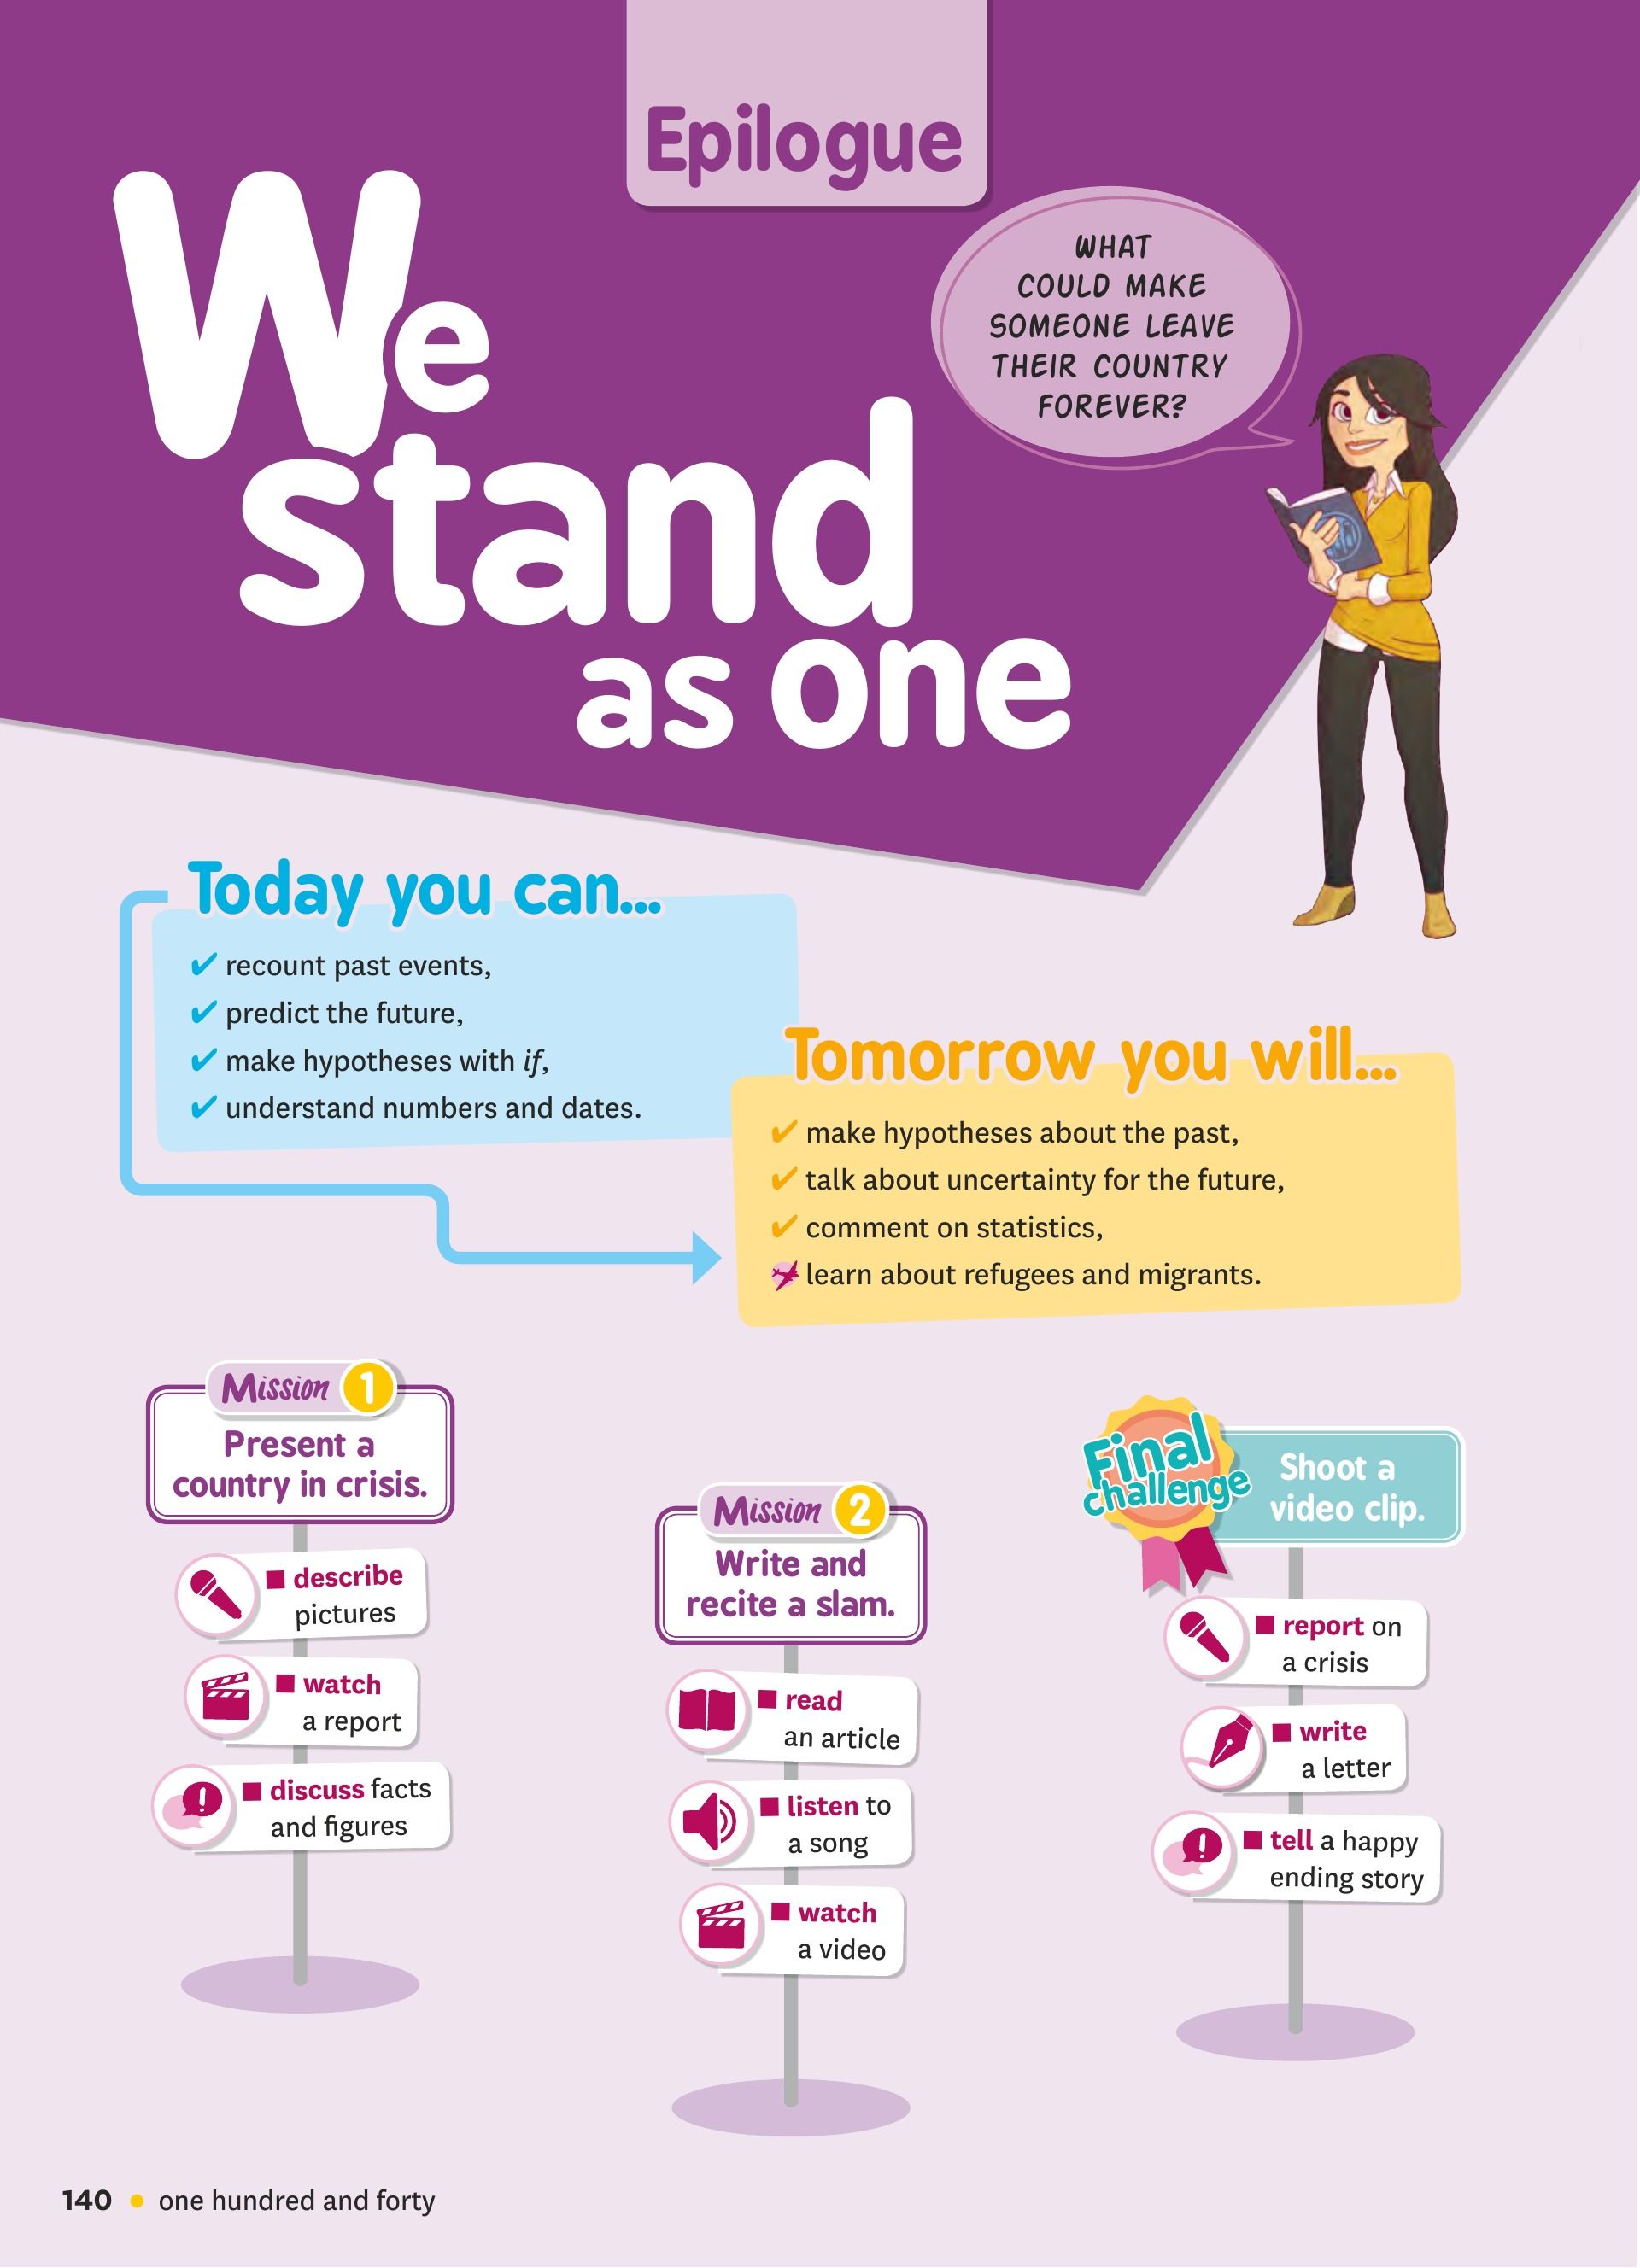 Epilogue
We
stand
as one
WHAT
COULD MAKE
SOMEONE LEAVE
THEIR COUNTRY
FOREVER?
Today you can...
✔ recount past events,
✔ predict the future,
✔ make hypotheses with if,
✔ understand numbers and dates.
Tomorrow you will...
✔ make hypotheses about the past,
✔ talk about uncertainty for the future,
✔ comment on statistics,
learn about refugees and migrants.
Mission 1
Present a
country in crisis.
■ describe
pictures
■ watch
a report
■ discuss facts
and figures
Mission 2
Write and
recite a slam.
■ read
an article
■ listen to
a song
■ watch
a video
Final
challenge
Shoot a
video clip.
■ report on
a crisis
■ write
a letter
■ tell a happy
ending story
140 • one hundred and forty